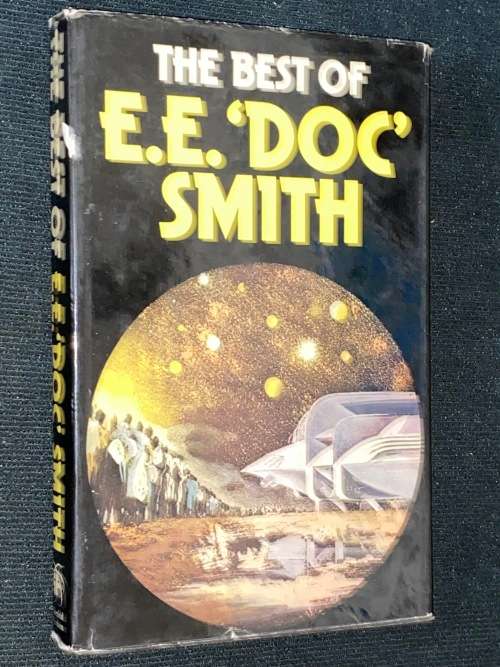 THE BEST OF
E.E. 'DOC'
SMITH
THE BEST OF E.E. 'DOC' SMITH